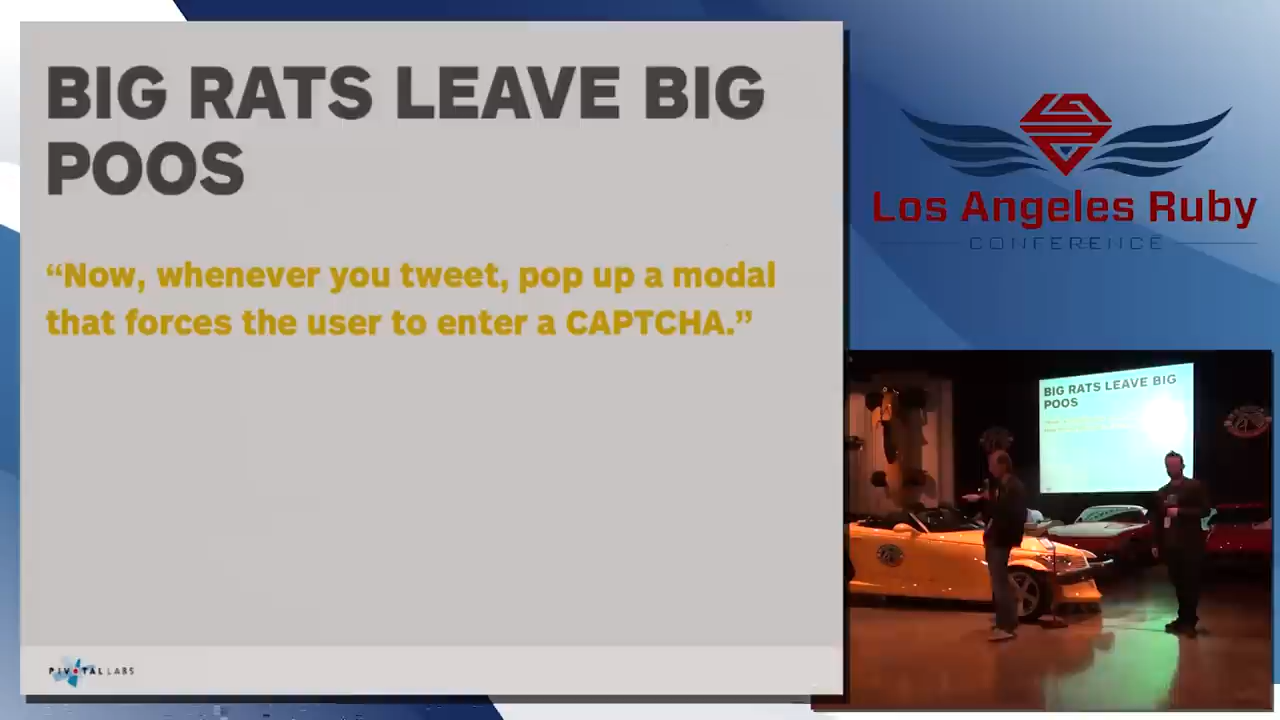 BIG RATS LEAVE BIG
POOS
“Now, whenever you tweet, pop up a modal
that forces the user to enter a CAPTCHA.”
PIVOTAL LABS
Los Angeles Ruby
CONFERENCE
BIG RATS LEAVE BIG
POOS